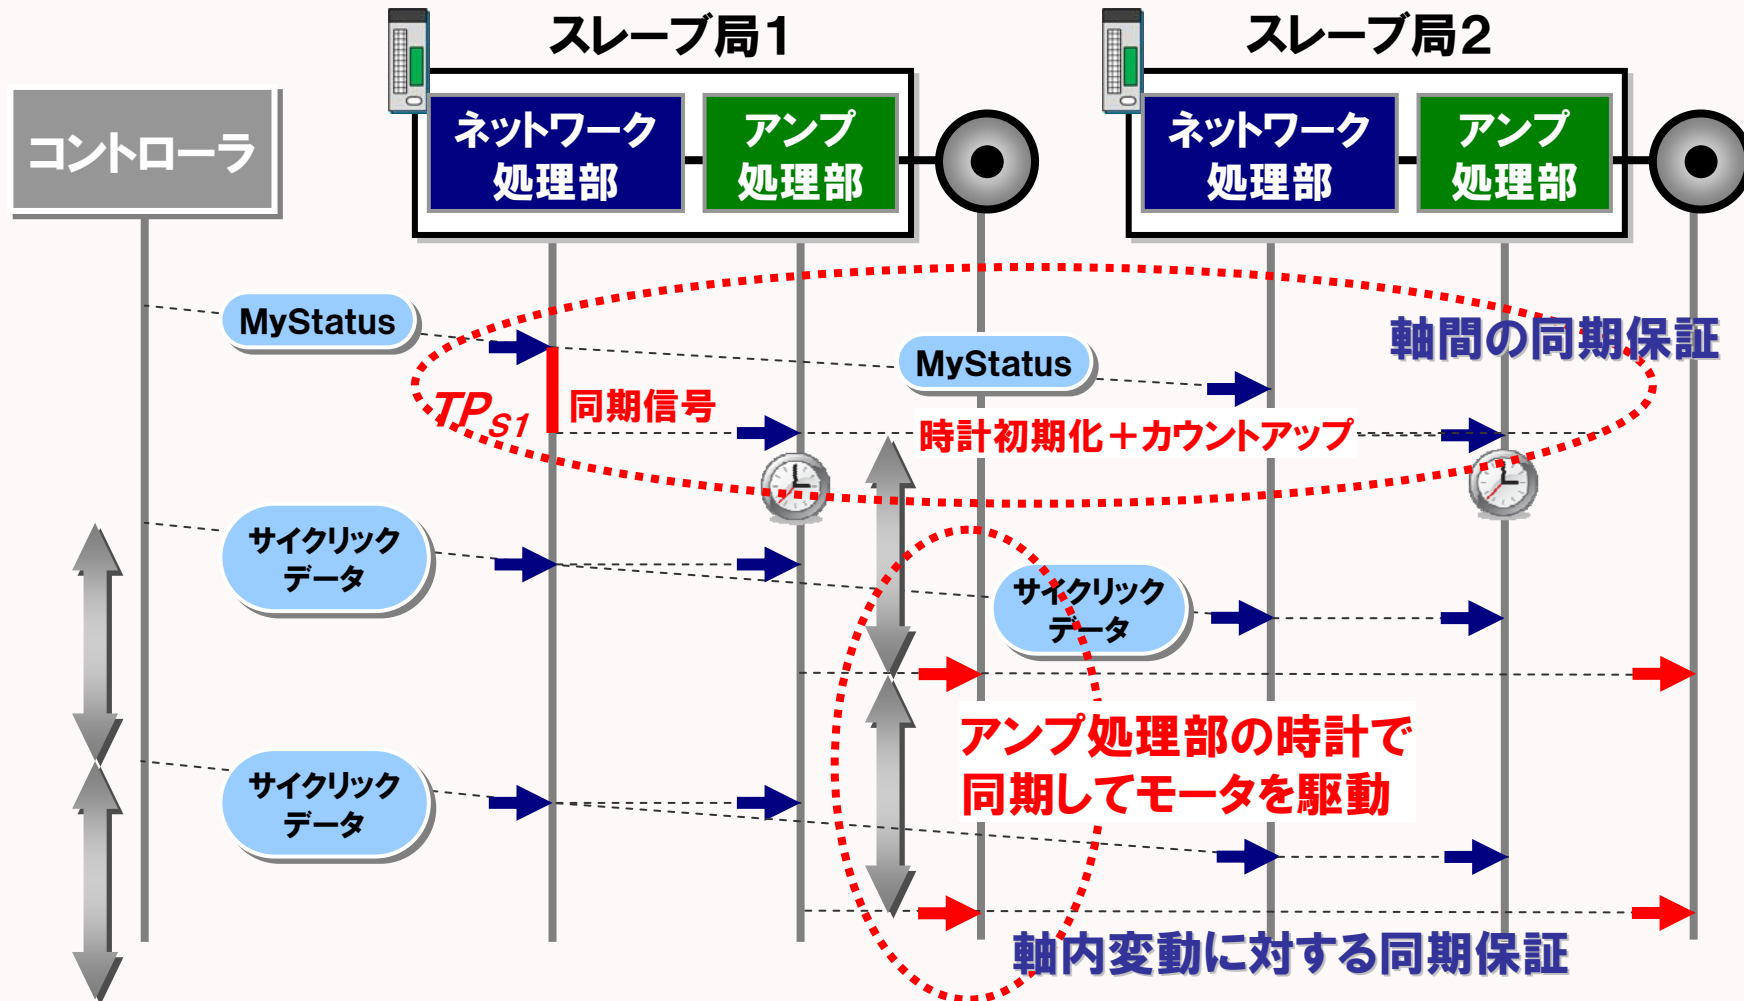 スレーブ局1
スレーブ局2
コントローラ
ネットワーク
処理部
アンプ
処理部
ネットワーク
処理部
アンプ
処理部
MyStatus
軸間の同期保証
MyStatus
TPS1
同期信号
時計初期化＋カウントアップ
サイクリック
データ
サイクリック
データ
アンプ処理部の時計で
同期してモータを駆動
サイクリック
データ
軸内変動に対する同期保証